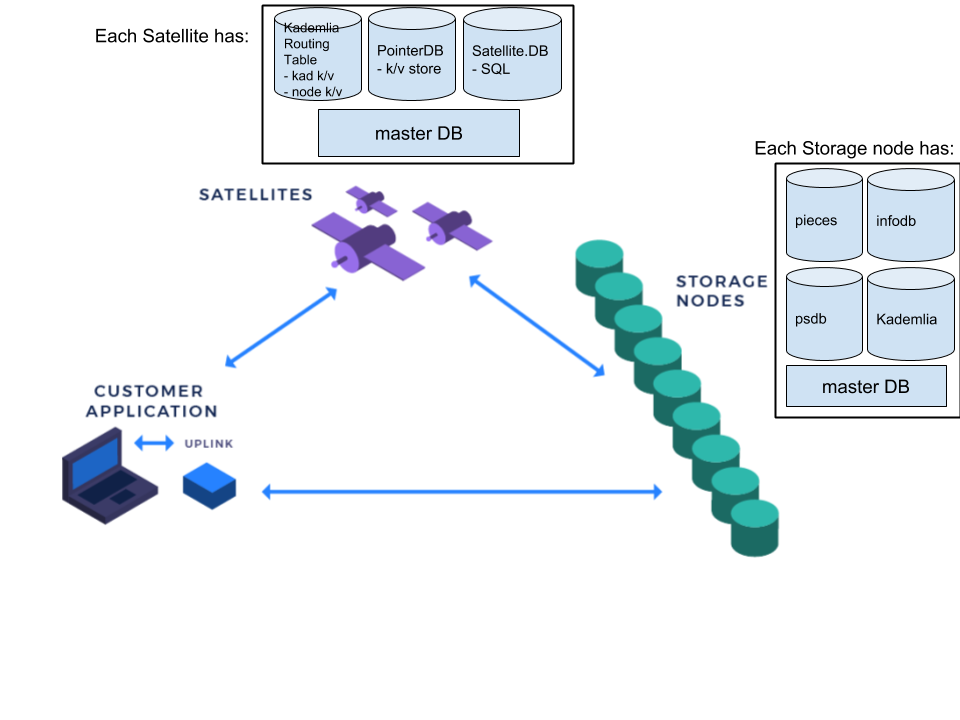 Each Satellite has:
Kademlia
Routing
Table
- kad k/v
- node k/v
PointerDB
- k/v store
Satellite.DB
- SQL
master DB
Each Storage node has:
pieces
infodb
psdb
Kademlia
master DB
SATELLITES
STORAGE
NODES
CUSTOMER
APPLICATION
UPLINK